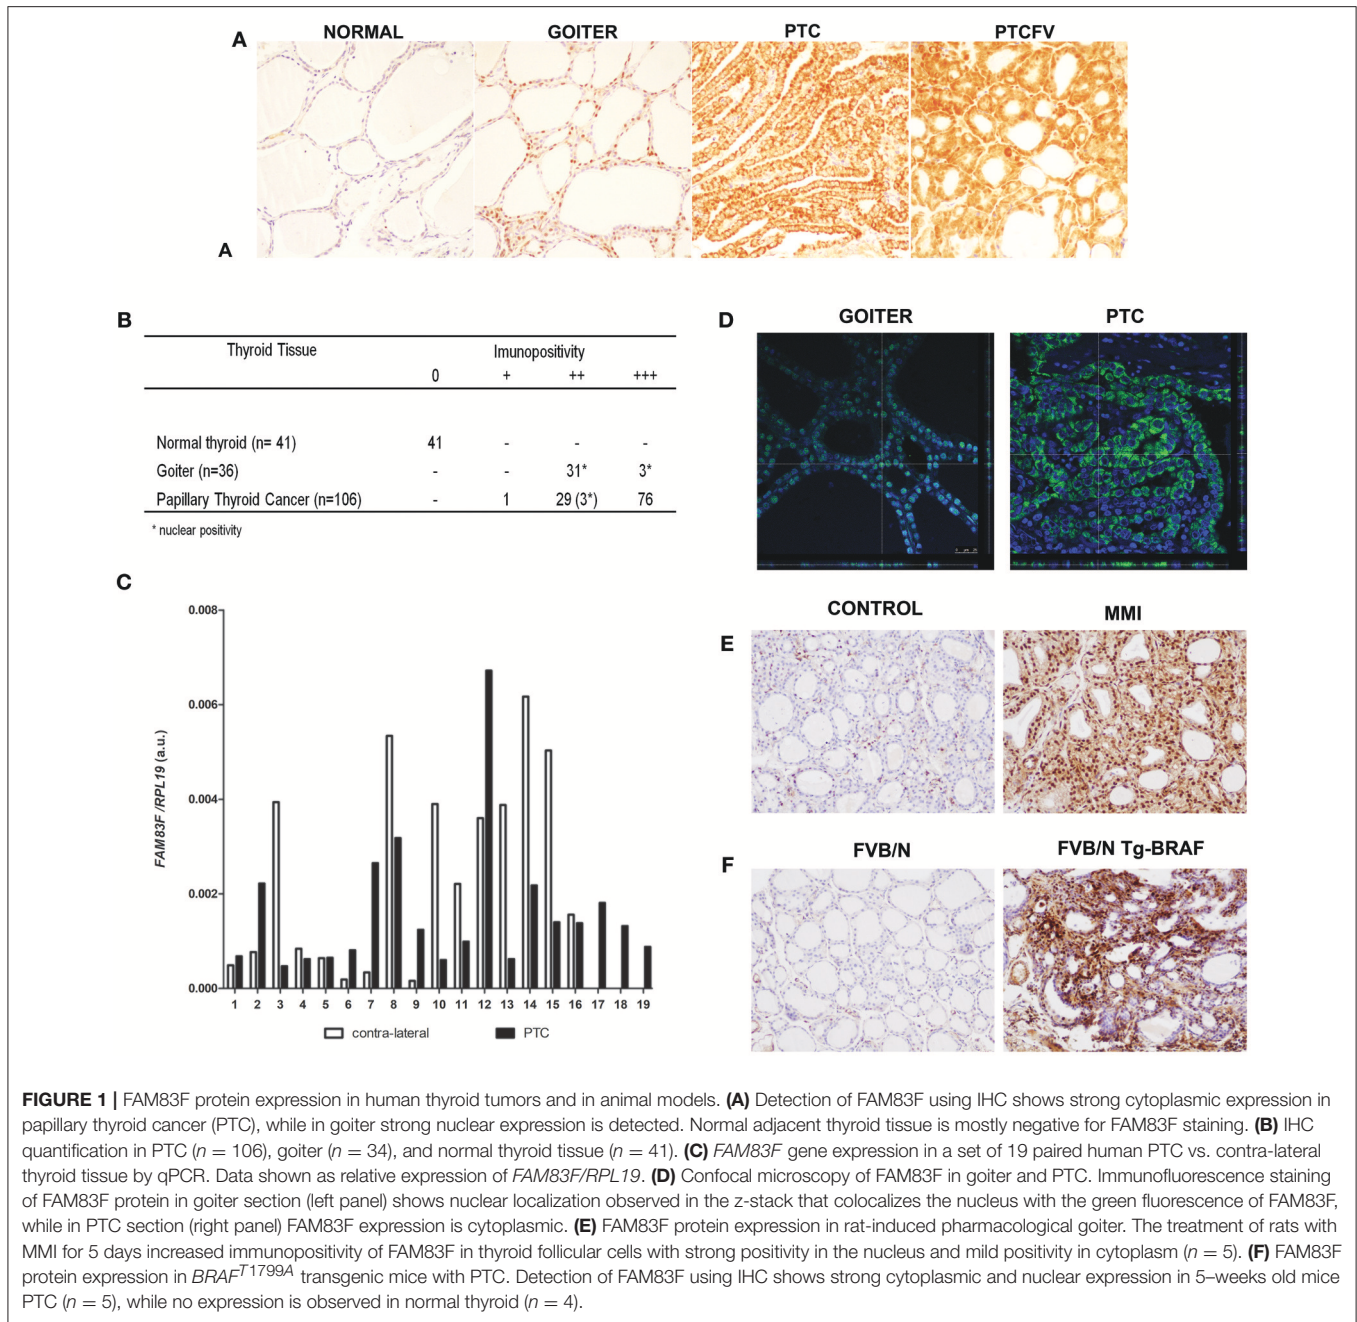 A
NORMAL
GOITER
PTC
PTCFV
A
B
Thyroid Tissue
Imunopositivity
0
+
++
+++
Normal thyroid (n= 41)
41
-
-
-
Goiter (n=36)
-
-
31*
3*
Papillary Thyroid Cancer (n=106)
-
1
29 (3*)
76
* nuclear positivity
D
GOITER
PTC
C
0.008
0.006
0.004
0.002
0.000
FAM83F /RPL19 (a.u.)
1 2 3 4 5 6 7 8 9 10 11 12 13 14 15 16 17 18 19
contra-lateral
PTC
E
CONTROL
MMI
F
FVB/N
FVB/N Tg-BRAF
FIGURE 1 | FAM83F protein expression in human thyroid tumors and in animal models. (A) Detection of FAM83F using IHC shows strong cytoplasmic expression in
papillary thyroid cancer (PTC), while in goiter strong nuclear expression is detected. Normal adjacent thyroid tissue is mostly negative for FAM83F staining. (B) IHC
quantification in PTC (n = 106), goiter (n = 34), and normal thyroid tissue (n = 41). (C) FAM83F gene expression in a set of 19 paired human PTC vs. contra-lateral
thyroid tissue by qPCR. Data shown as relative expression of FAM83F/RPL19. (D) Confocal microscopy of FAM83F in goiter and PTC. Immunofluorescence staining
of FAM83F protein in goiter section (left panel) shows nuclear localization observed in the z-stack that colocalizes the nucleus with the green fluorescence of FAM83F,
while in PTC section (right panel) FAM83F expression is cytoplasmic. (E) FAM83F protein expression in rat-induced pharmacological goiter. The treatment of rats with
MMI for 5 days increased immunopositivity of FAM83F in thyroid follicular cells with strong positivity in the nucleus and mild positivity in cytoplasm (n = 5). (F) FAM83F
protein expression in BRAFT1799A transgenic mice with PTC. Detection of FAM83F using IHC shows strong cytoplasmic and nuclear expression in 5–weeks old mice
PTC (n = 5), while no expression is observed in normal thyroid (n = 4).